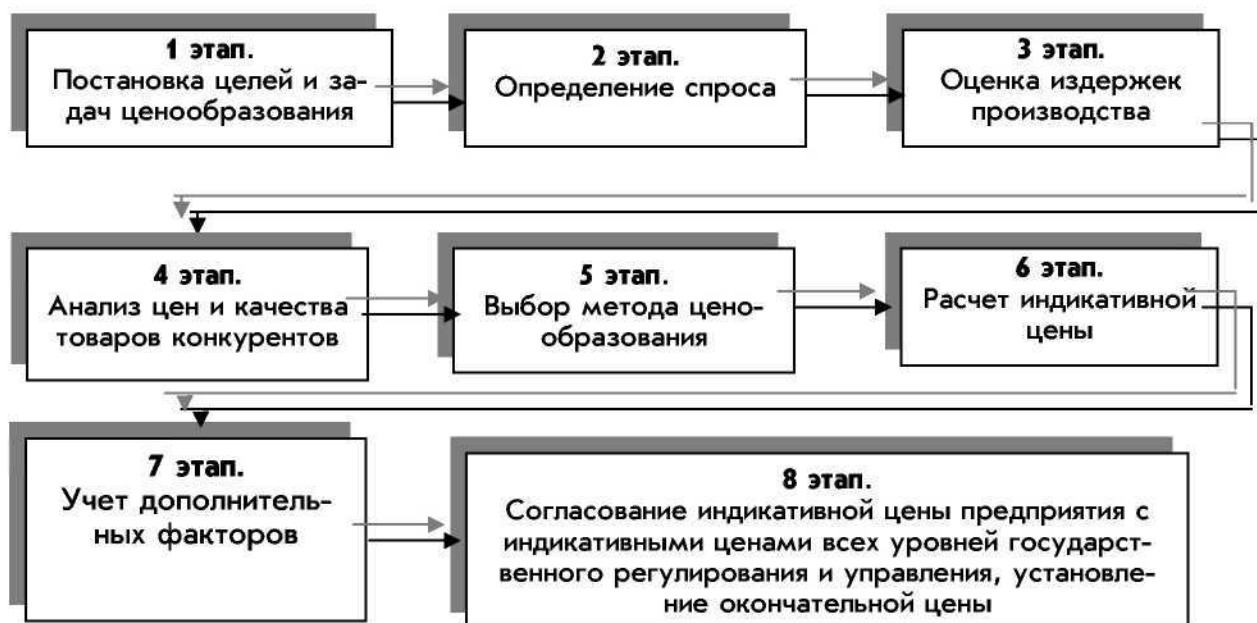 1 этап.
Постановка целей и за-
дач ценообразования
2 этап.
Определение спроса
3 этап.
Оценка издержек
производства
4 этап.
Анализ цен и качества
товаров конкурентов
5 этап.
Выбор метода цено-
образования
6 этап.
Расчет индикативной
цены
7 этап.
Учет дополнитель-
ных факторов
8 этап.
Согласование индикативной цены предприятия с
индикативными ценами всех уровней государст-
венного регулирования и управления, установле-
ние окончательной цены